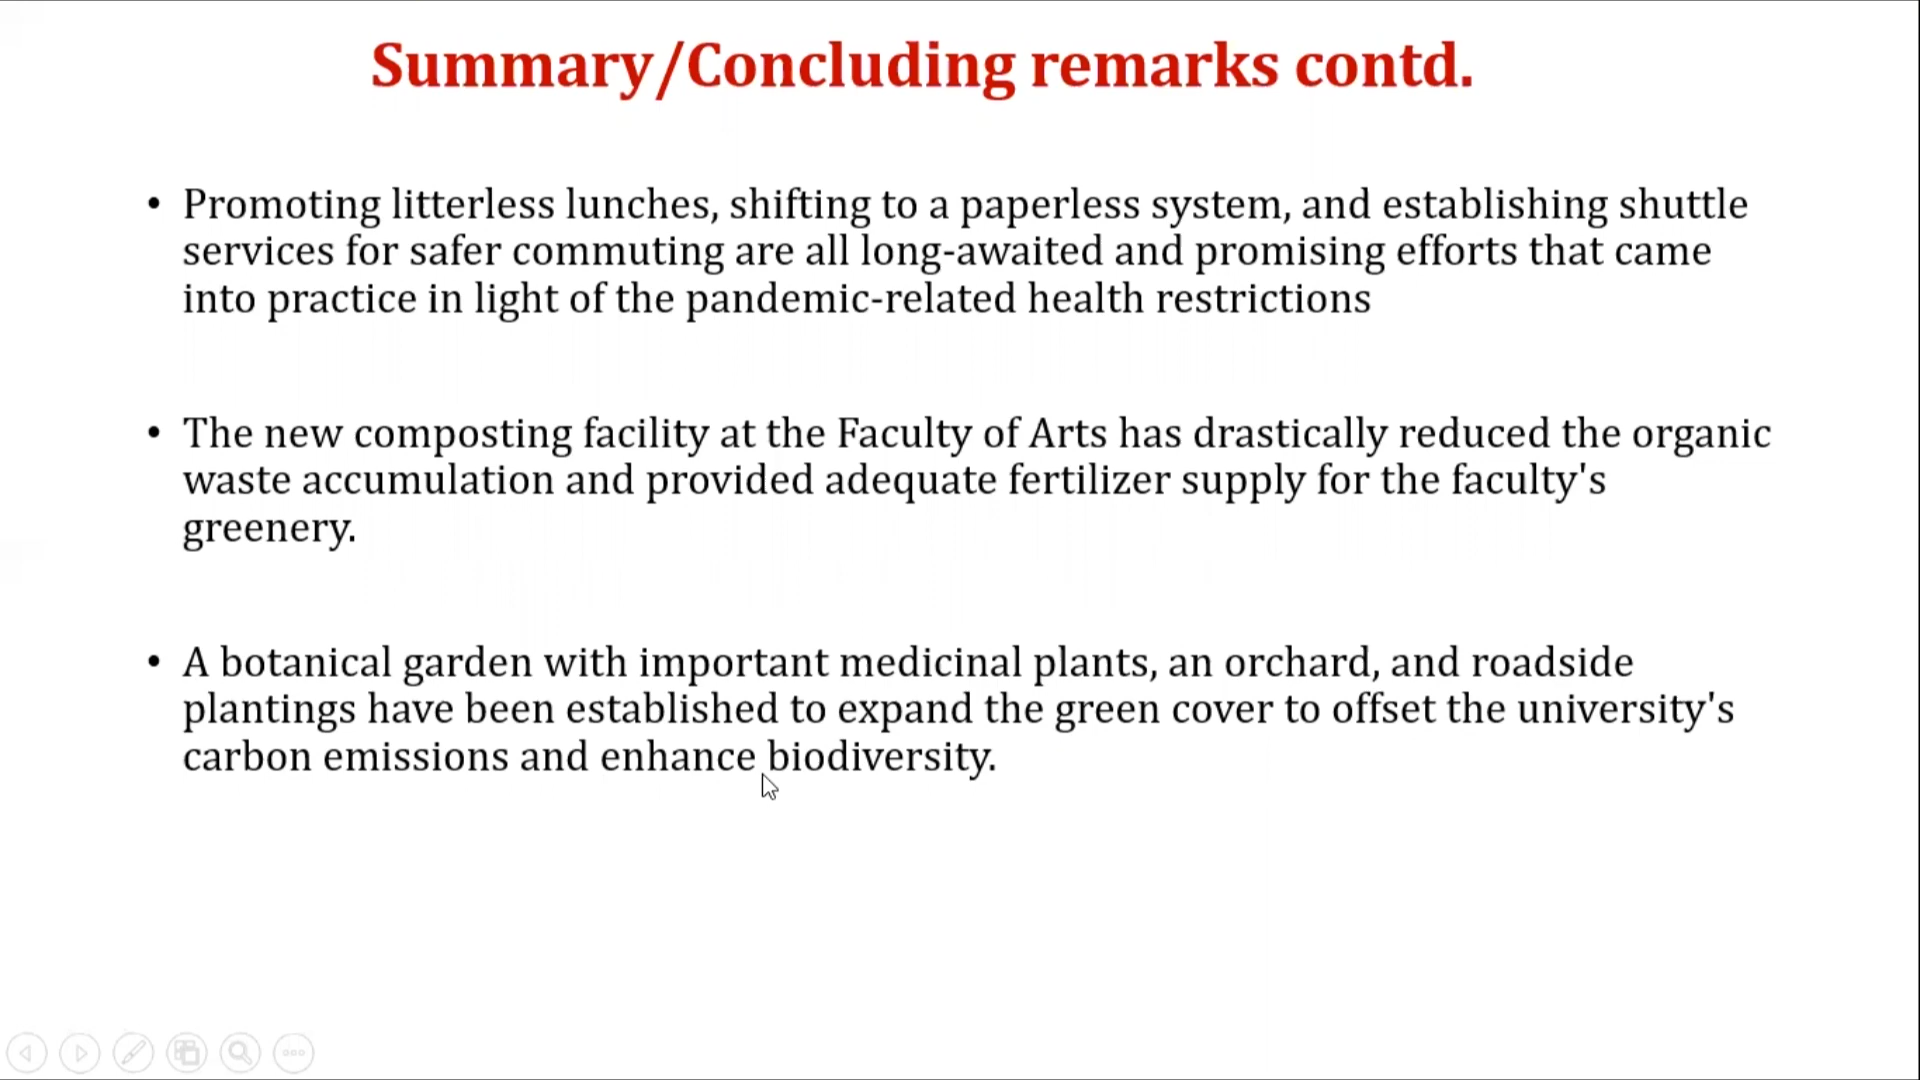 Summary/Concluding remarks contd.
• Promoting litterless lunches, shifting to a paperless system, and establishing shuttle
services for safer commuting are all long-awaited and promising efforts that came
into practice in light of the pandemic-related health restrictions
• The new composting facility at the Faculty of Arts has drastically reduced the organic
waste accumulation and provided adequate fertilizer supply for the faculty's
greenery.
• A botanical garden with important medicinal plants, an orchard, and roadside
plantings have been established to expand the green cover to offset the university's
carbon emissions and enhance biodiversity.